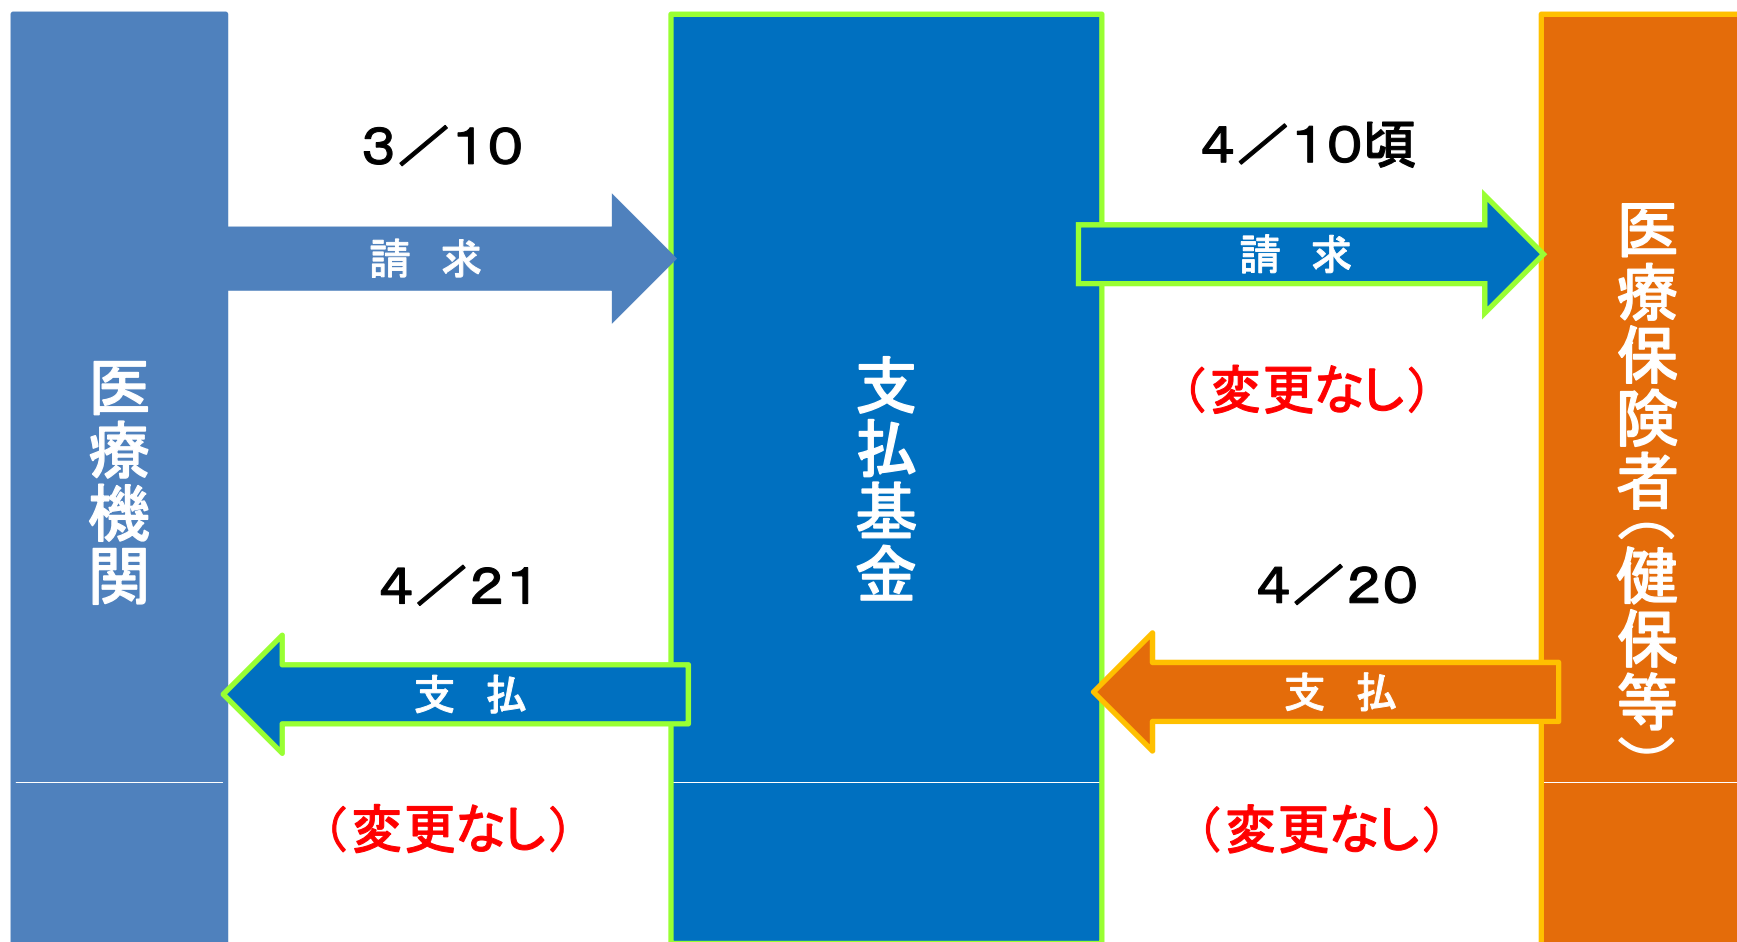 医療機関
3／10
請　求
4／21
支　払
（変更なし）
支払基金
4／10頃
請　求
（変更なし）
4／20
支　払
（変更なし）
医療保険者（健保等）